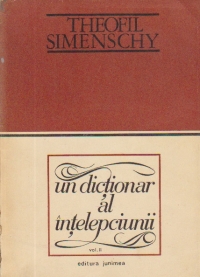 THEOFIL
SIMENSCHY
un dicționar
al
înțelepciunii
vol. II
editura junimea